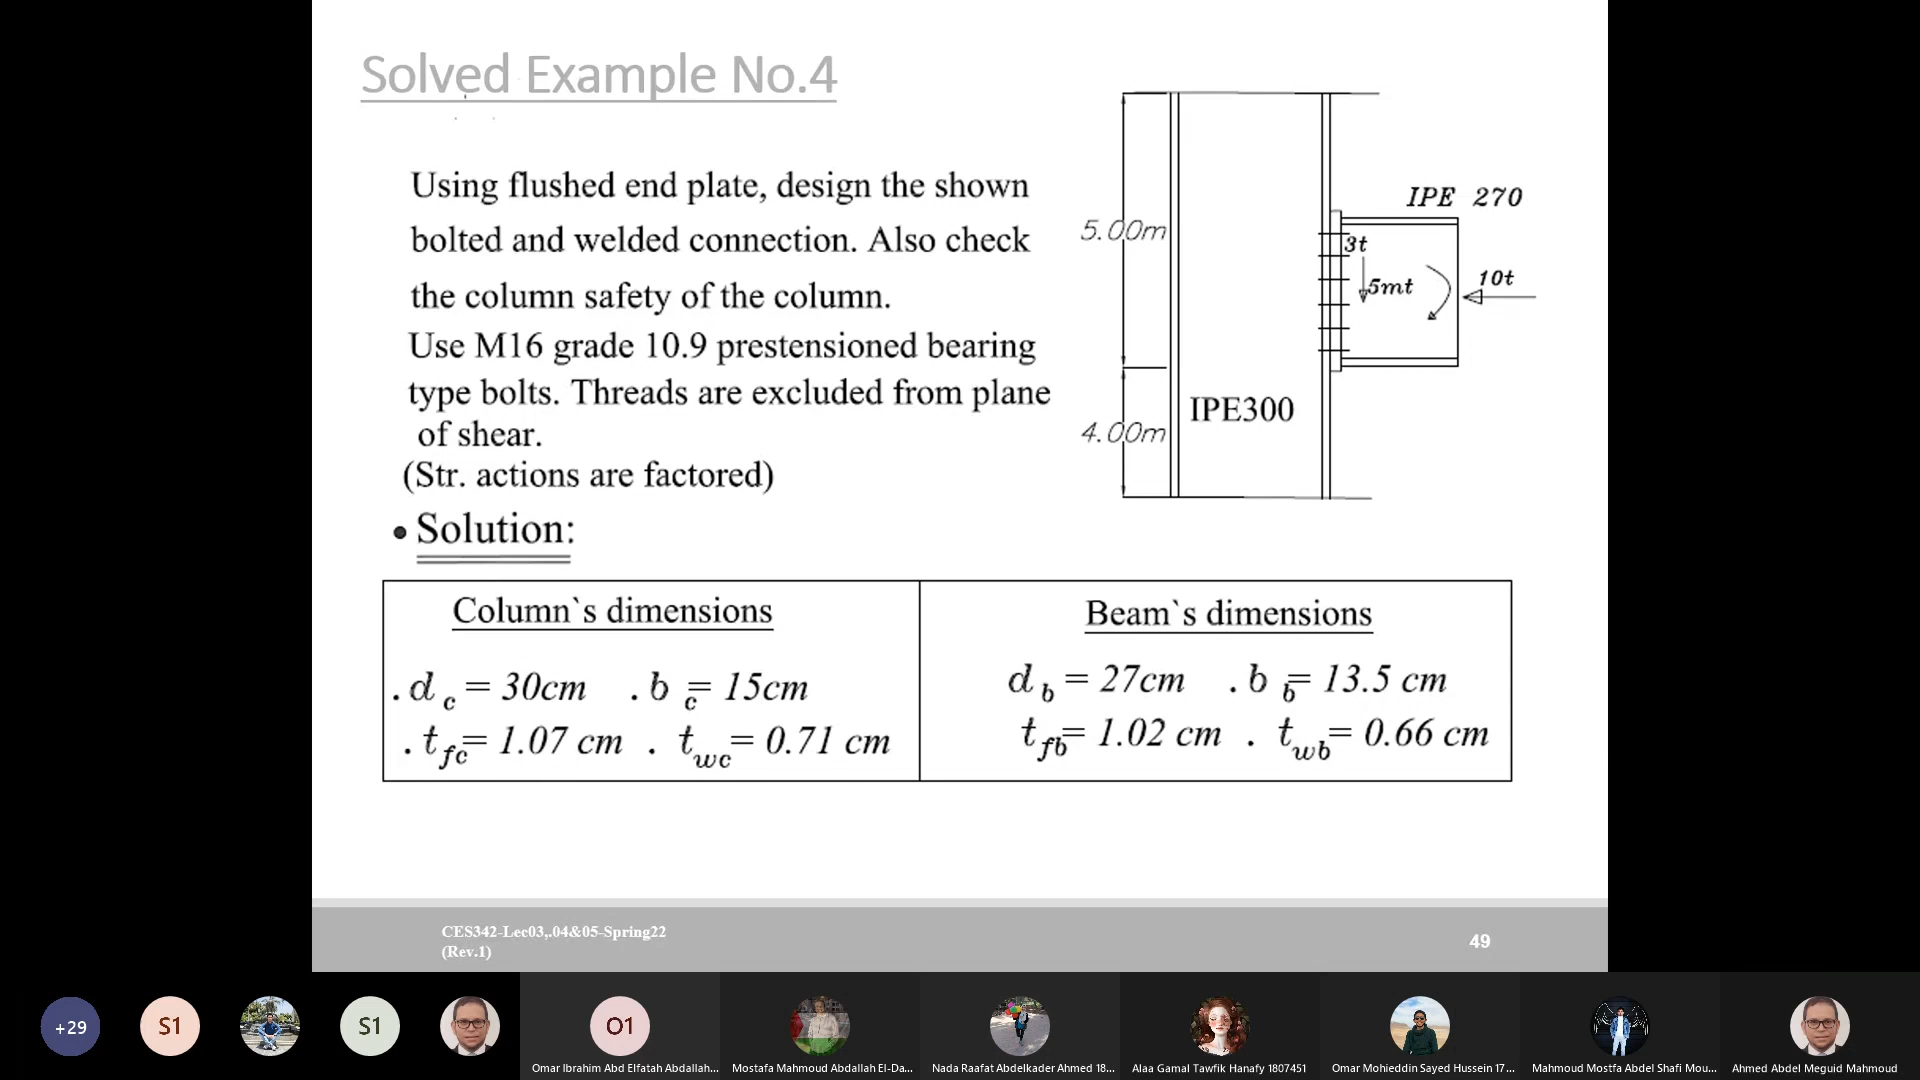 Solved Example No.4
Using flushed end plate, design the shown
bolted and welded connection. Also check
the column safety of the column.
Use M16 grade 10.9 prestensioned bearing
type bolts. Threads are excluded from plane
of shear.
(Str. actions are factored)
5.00m
4.00m
IPE 270
3t
5mt
10t
IPE300
• Solution:
Column`s dimensions
.d c = 30cm .b c = 15cm
.t fc = 1.07 cm . t wc = 0.71 cm
Beam`s dimensions
d b = 27cm .b b = 13.5 cm
t fb = 1.02 cm . t wb = 0.66 cm
CES342-Lec03,.04&05-Spring22
(Rev.1)
49
+29
S1
S1
O1
Omar Ibrahim Abd Elfatah Abdallah...
Mostafa Mahmoud Abdallah El-Da...
Nada Raafat Abdelkader Ahmed 18...
Alaa Gamal Tawfik Hanafy 1807451
Omar Mohieddin Sayed Hussein 17...
Mahmoud Mostfa Abdel Shafi Mou...
Ahmed Abdel Meguid Mahmoud